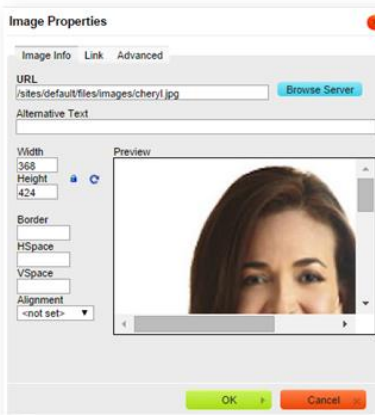 Image Properties
Image Info Link Advanced
URL
/sites/default/files/images/cheryl.jpg
Browse Server
Alternative Text
Width
368
Height
424
Preview
Border
HSpace
VSpace
Alignment
<not set>
OK
Cancel